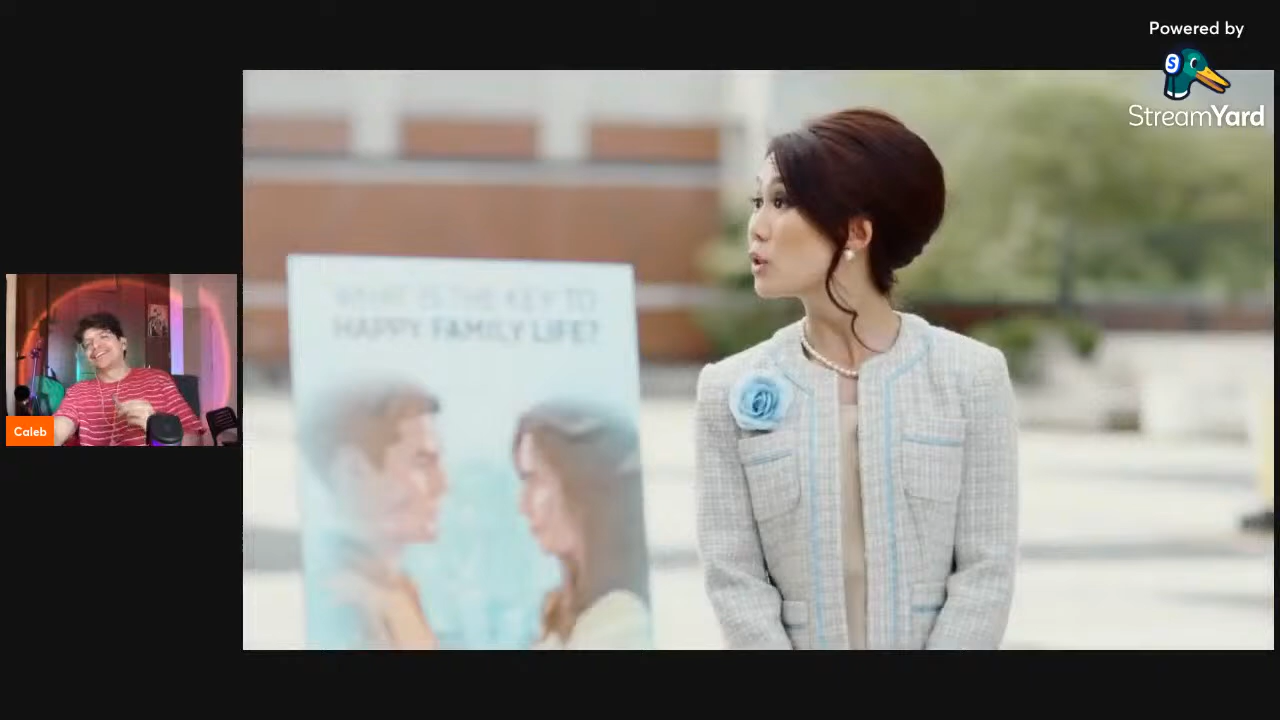 Powered by
StreamYard
WHAT IS THE KEY TO
HAPPY FAMILY LIFE?
Caleb